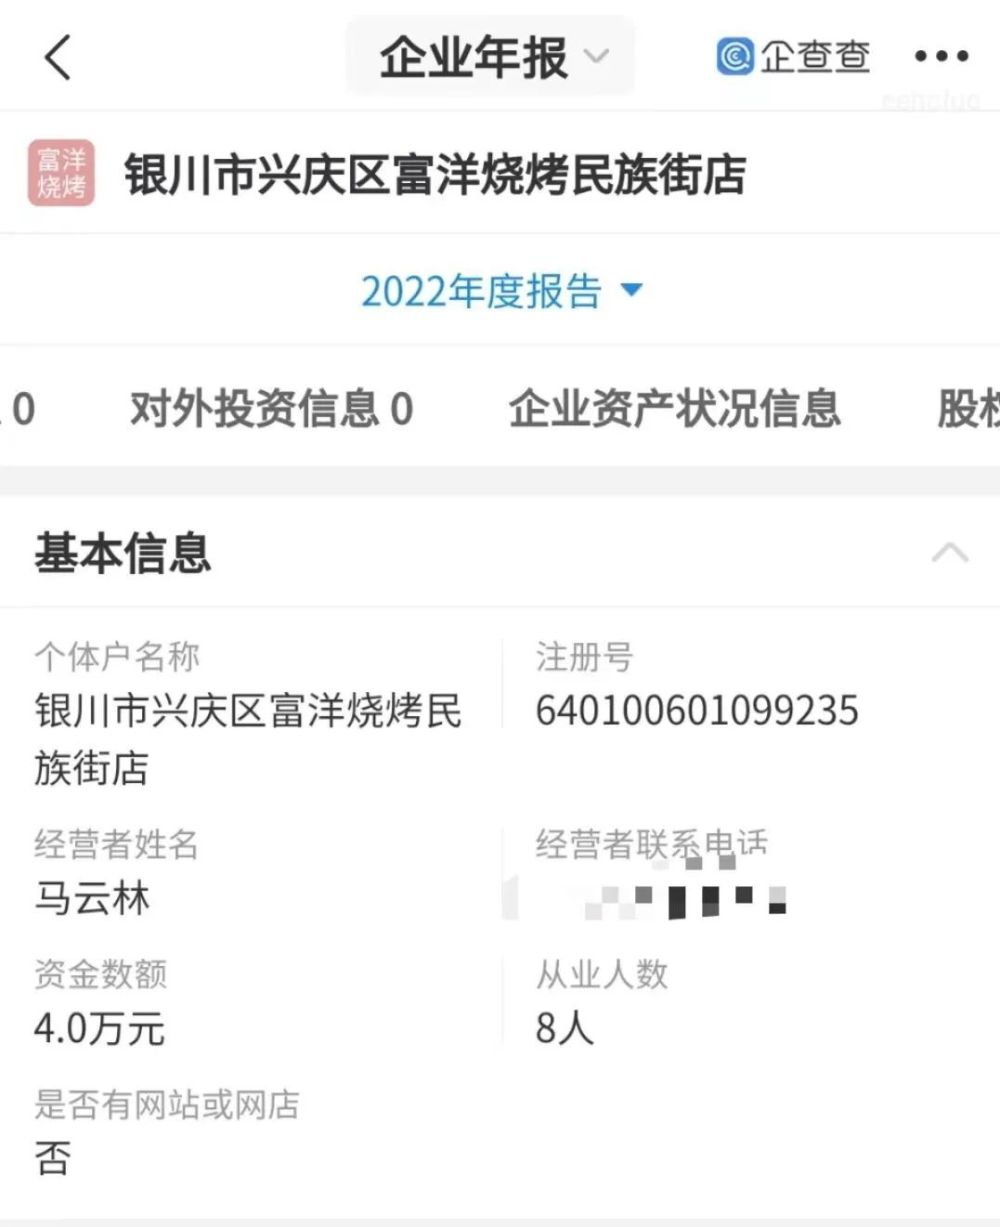 企业年报
企查查
富洋
烧烤
银川市兴庆区富洋烧烤民族街店
2022年度报告
0
对外投资信息 0
企业资产状况信息
股权
基本信息
个体户名称
注册号
银川市兴庆区富洋烧烤民
族街店
640100601099235
经营者姓名
经营者联系电话
马云林
资金数额
从业人数
4.0万元
8人
是否有网站或网店
否